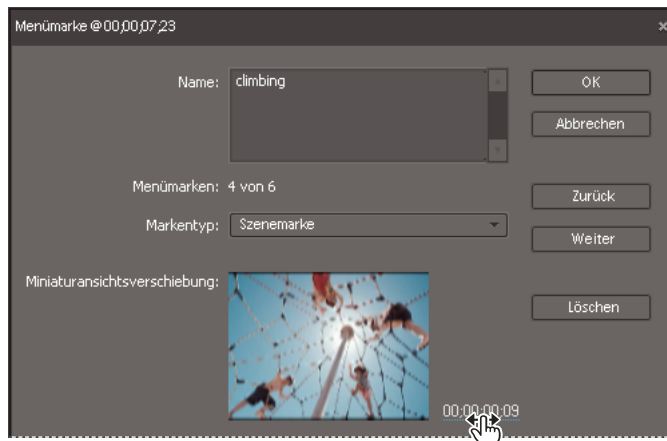 Menümarke @ 00;00;07;23
Name:
climbing
OK
Abbrechen
Menümarken: 4 von 6
Zurück
Markentyp: Szenemarke
Weiter
Miniaturansichtsverschiebung:
Löschen
00;00;00;09